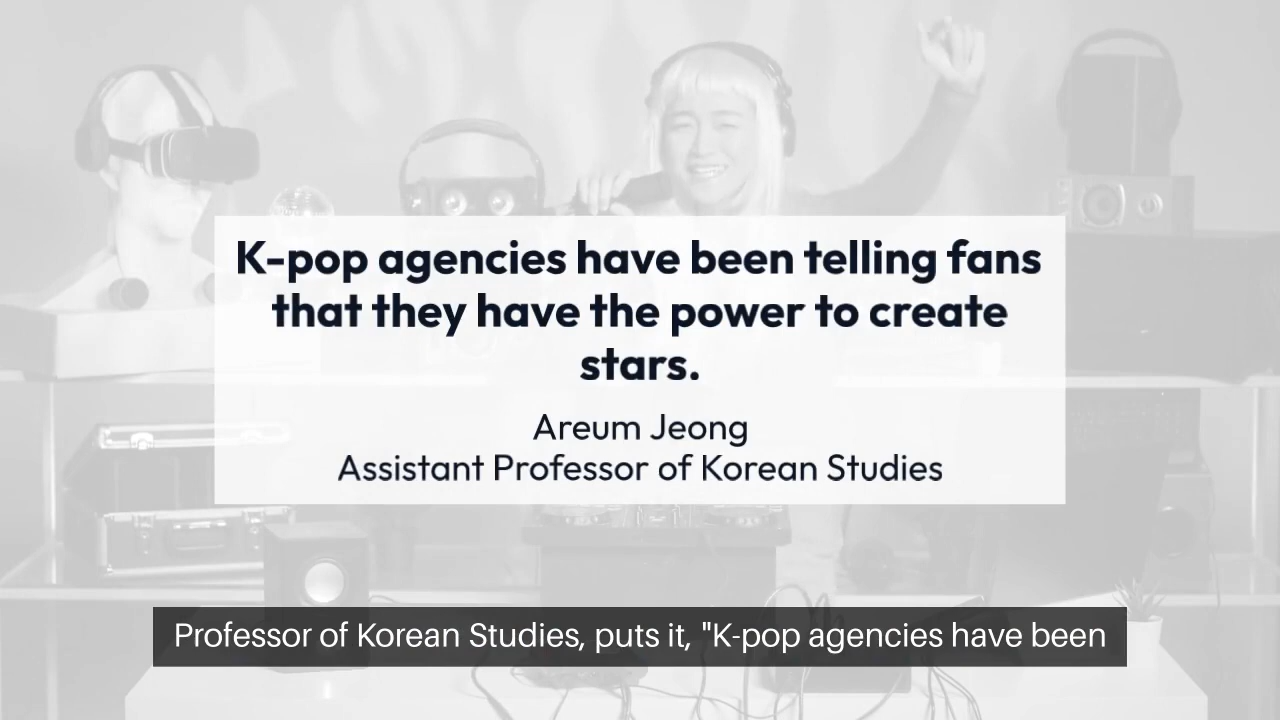 K-pop agencies have been telling fans
that they have the power to create
stars.
Areum Jeong
Assistant Professor of Korean Studies
Professor of Korean Studies, puts it, "K-pop agencies have been